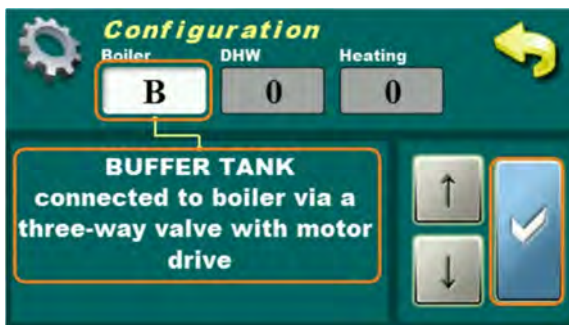 Configuration
Boiler DHW Heating
B 0 0
BUFFER TANK
connected to boiler via a
three-way valve with motor
drive